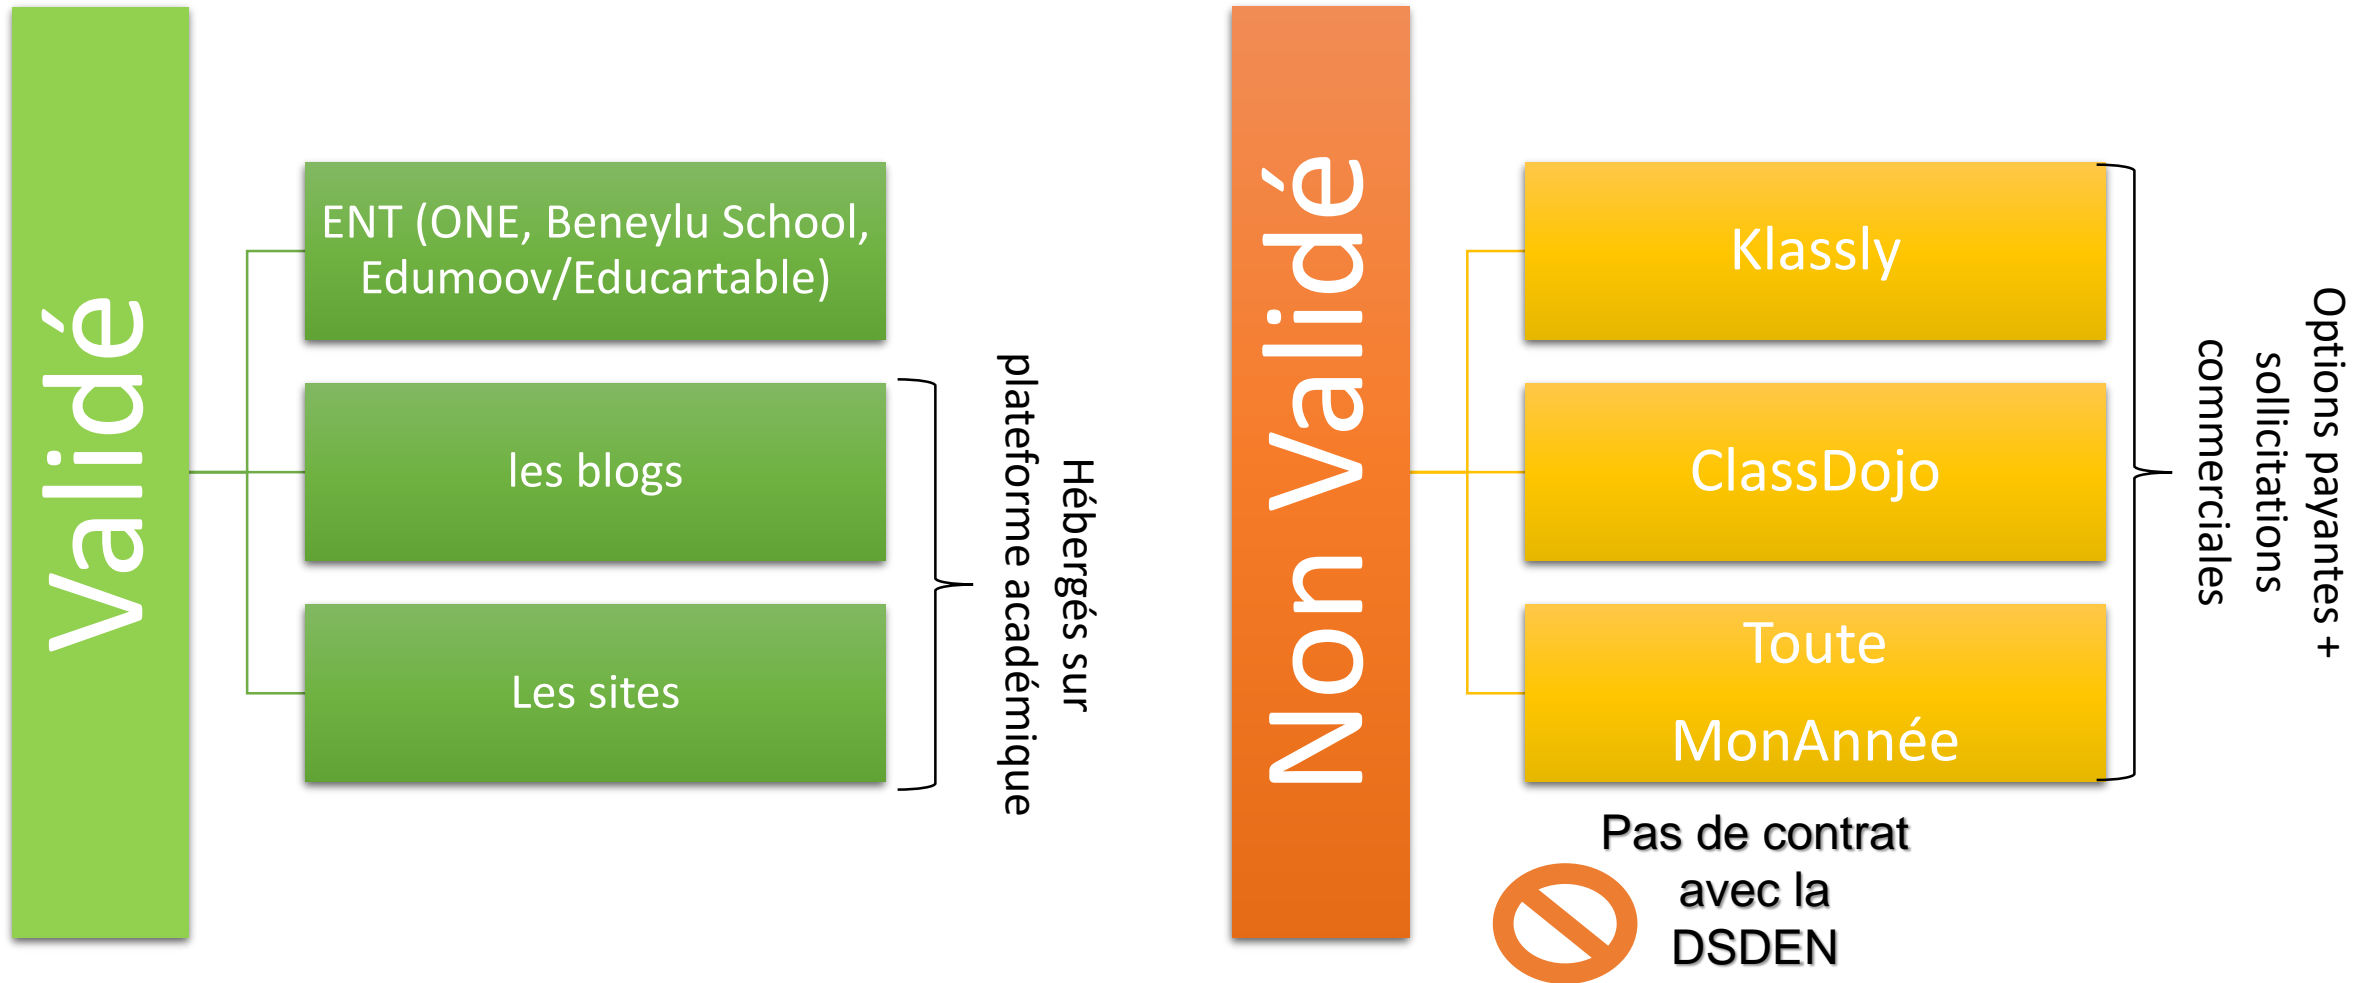 Validé
ENT (ONE, Beneylu School,
Edumoov/Educartable)
les blogs
Les sites
Hébergés sur
plateforme académique
Non Validé
Klassly
ClassDojo
Toute
MonAnnée
Options payantes +
sollicitations
commerciales
Pas de contrat
avec la
DSDEN